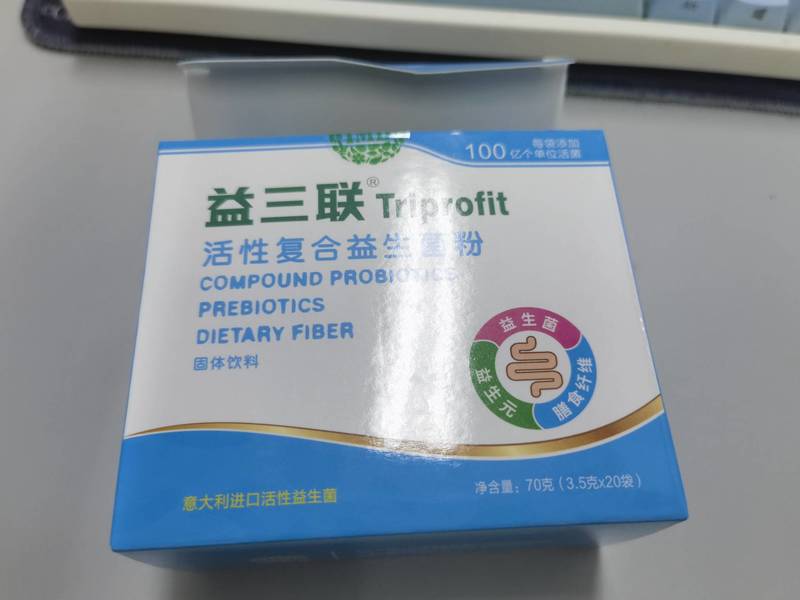 每袋添加
100亿个单位活菌
益三联® Triprofit
活性复合益生菌粉
COMPOUND PROBIOTICS
PREBIOTICS
DIETARY FIBER
固体饮料
益生菌
益生元
膳食纤维
意大利进口活性益生菌
净含量：70克（3.5克x20袋）